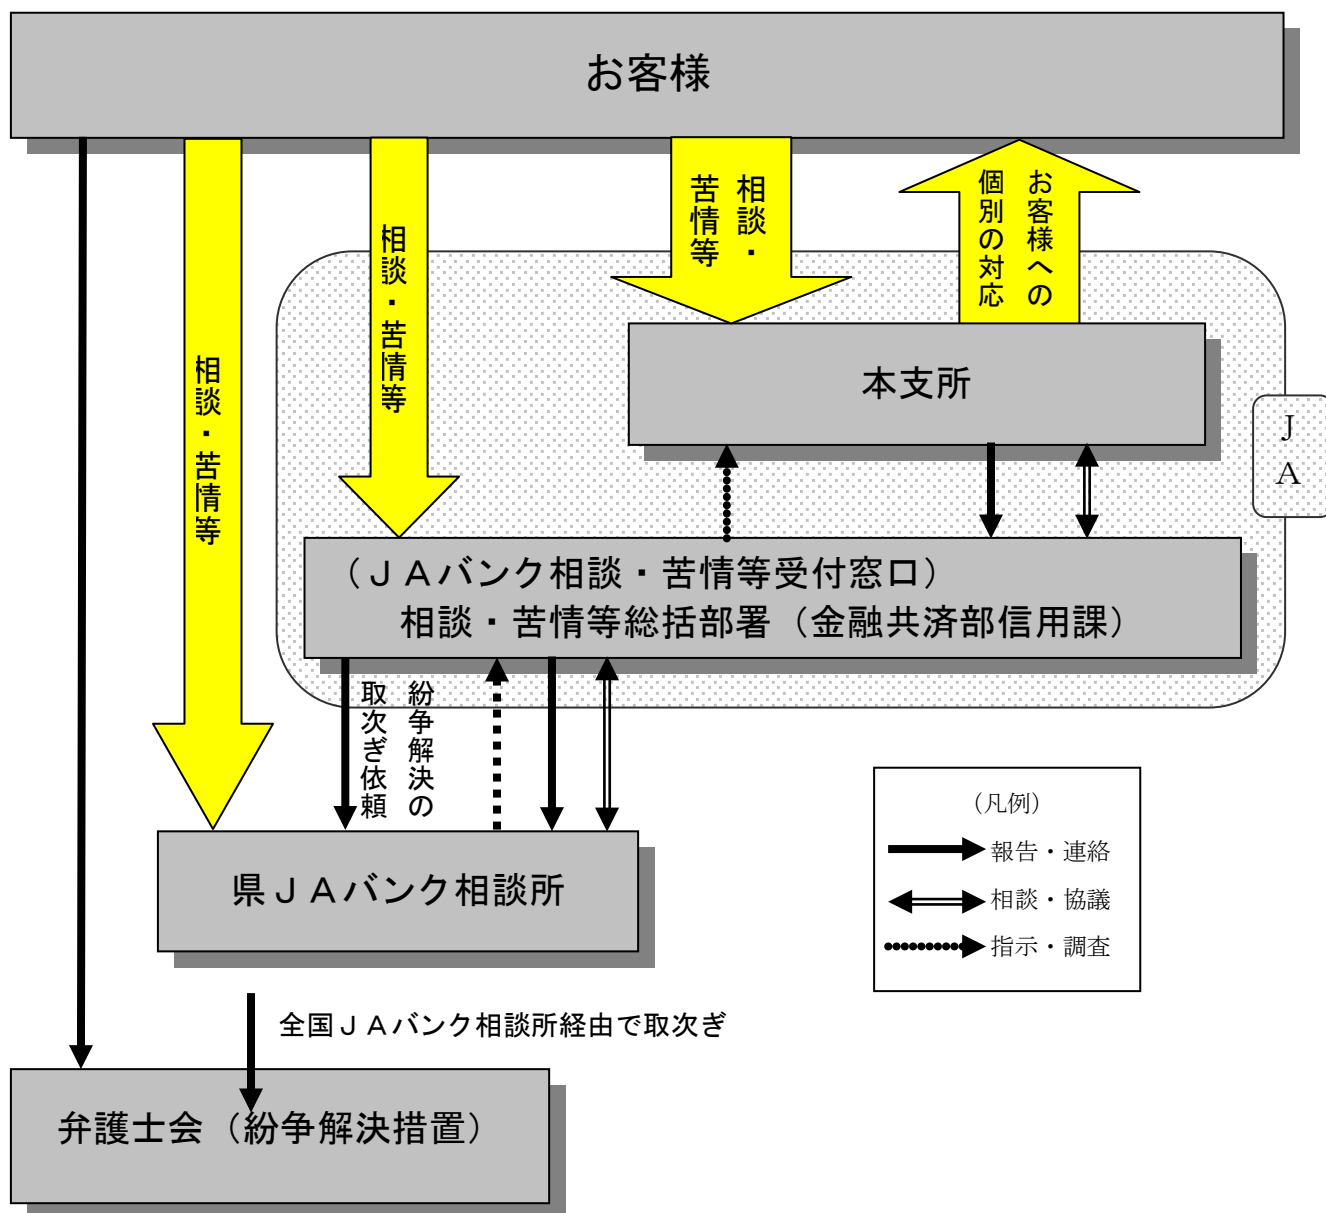 お客様
相談・
苦情等
お客様への
個別の対応
相談・苦情等
相談・苦情等
本支所
J
A
（ＪＡバンク相談・苦情等受付窓口）
相談・苦情等総括部署（金融共済部信用課）
紛争解決の
取次ぎ依頼
（凡例）
報告・連絡
相談・協議
指示・調査
県ＪＡバンク相談所
全国ＪＡバンク相談所経由で取次ぎ
弁護士会（紛争解決措置）